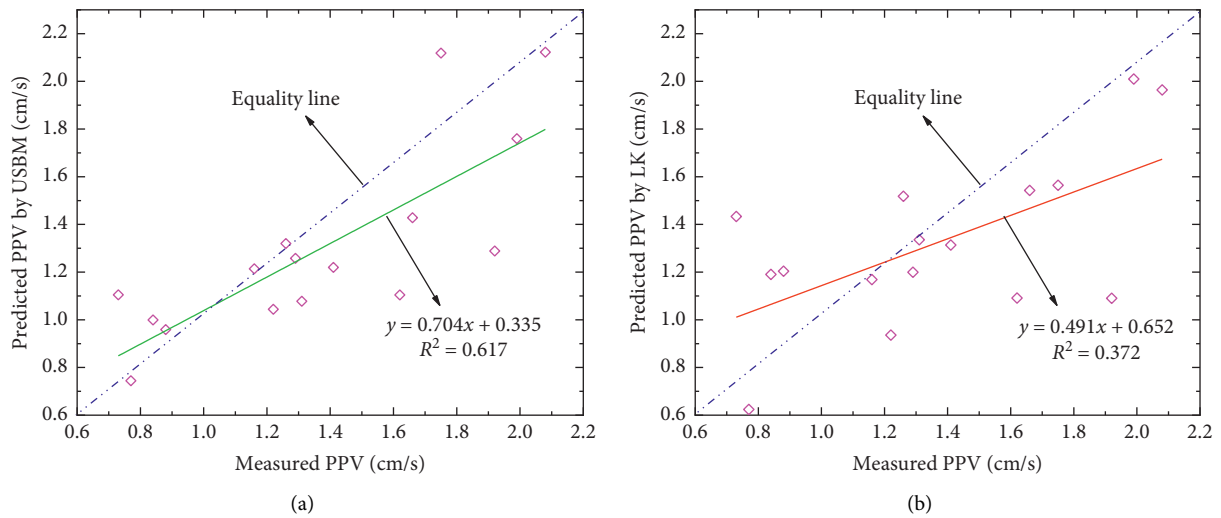 2.2
2.0
1.8
1.6
1.4
1.2
1.0
0.8
0.6
Predicted PPV by USBM (cm/s)
Equality line
y = 0.704x + 0.335
R² = 0.617
0.6 0.8 1.0 1.2 1.4 1.6 1.8 2.0 2.2
Measured PPV (cm/s)
(a)
2.2
2.0
1.8
1.6
1.4
1.2
1.0
0.8
0.6
Predicted PPV by LK (cm/s)
Equality line
y = 0.491x + 0.652
R² = 0.372
0.6 0.8 1.0 1.2 1.4 1.6 1.8 2.0 2.2
Measured PPV (cm/s)
(b)